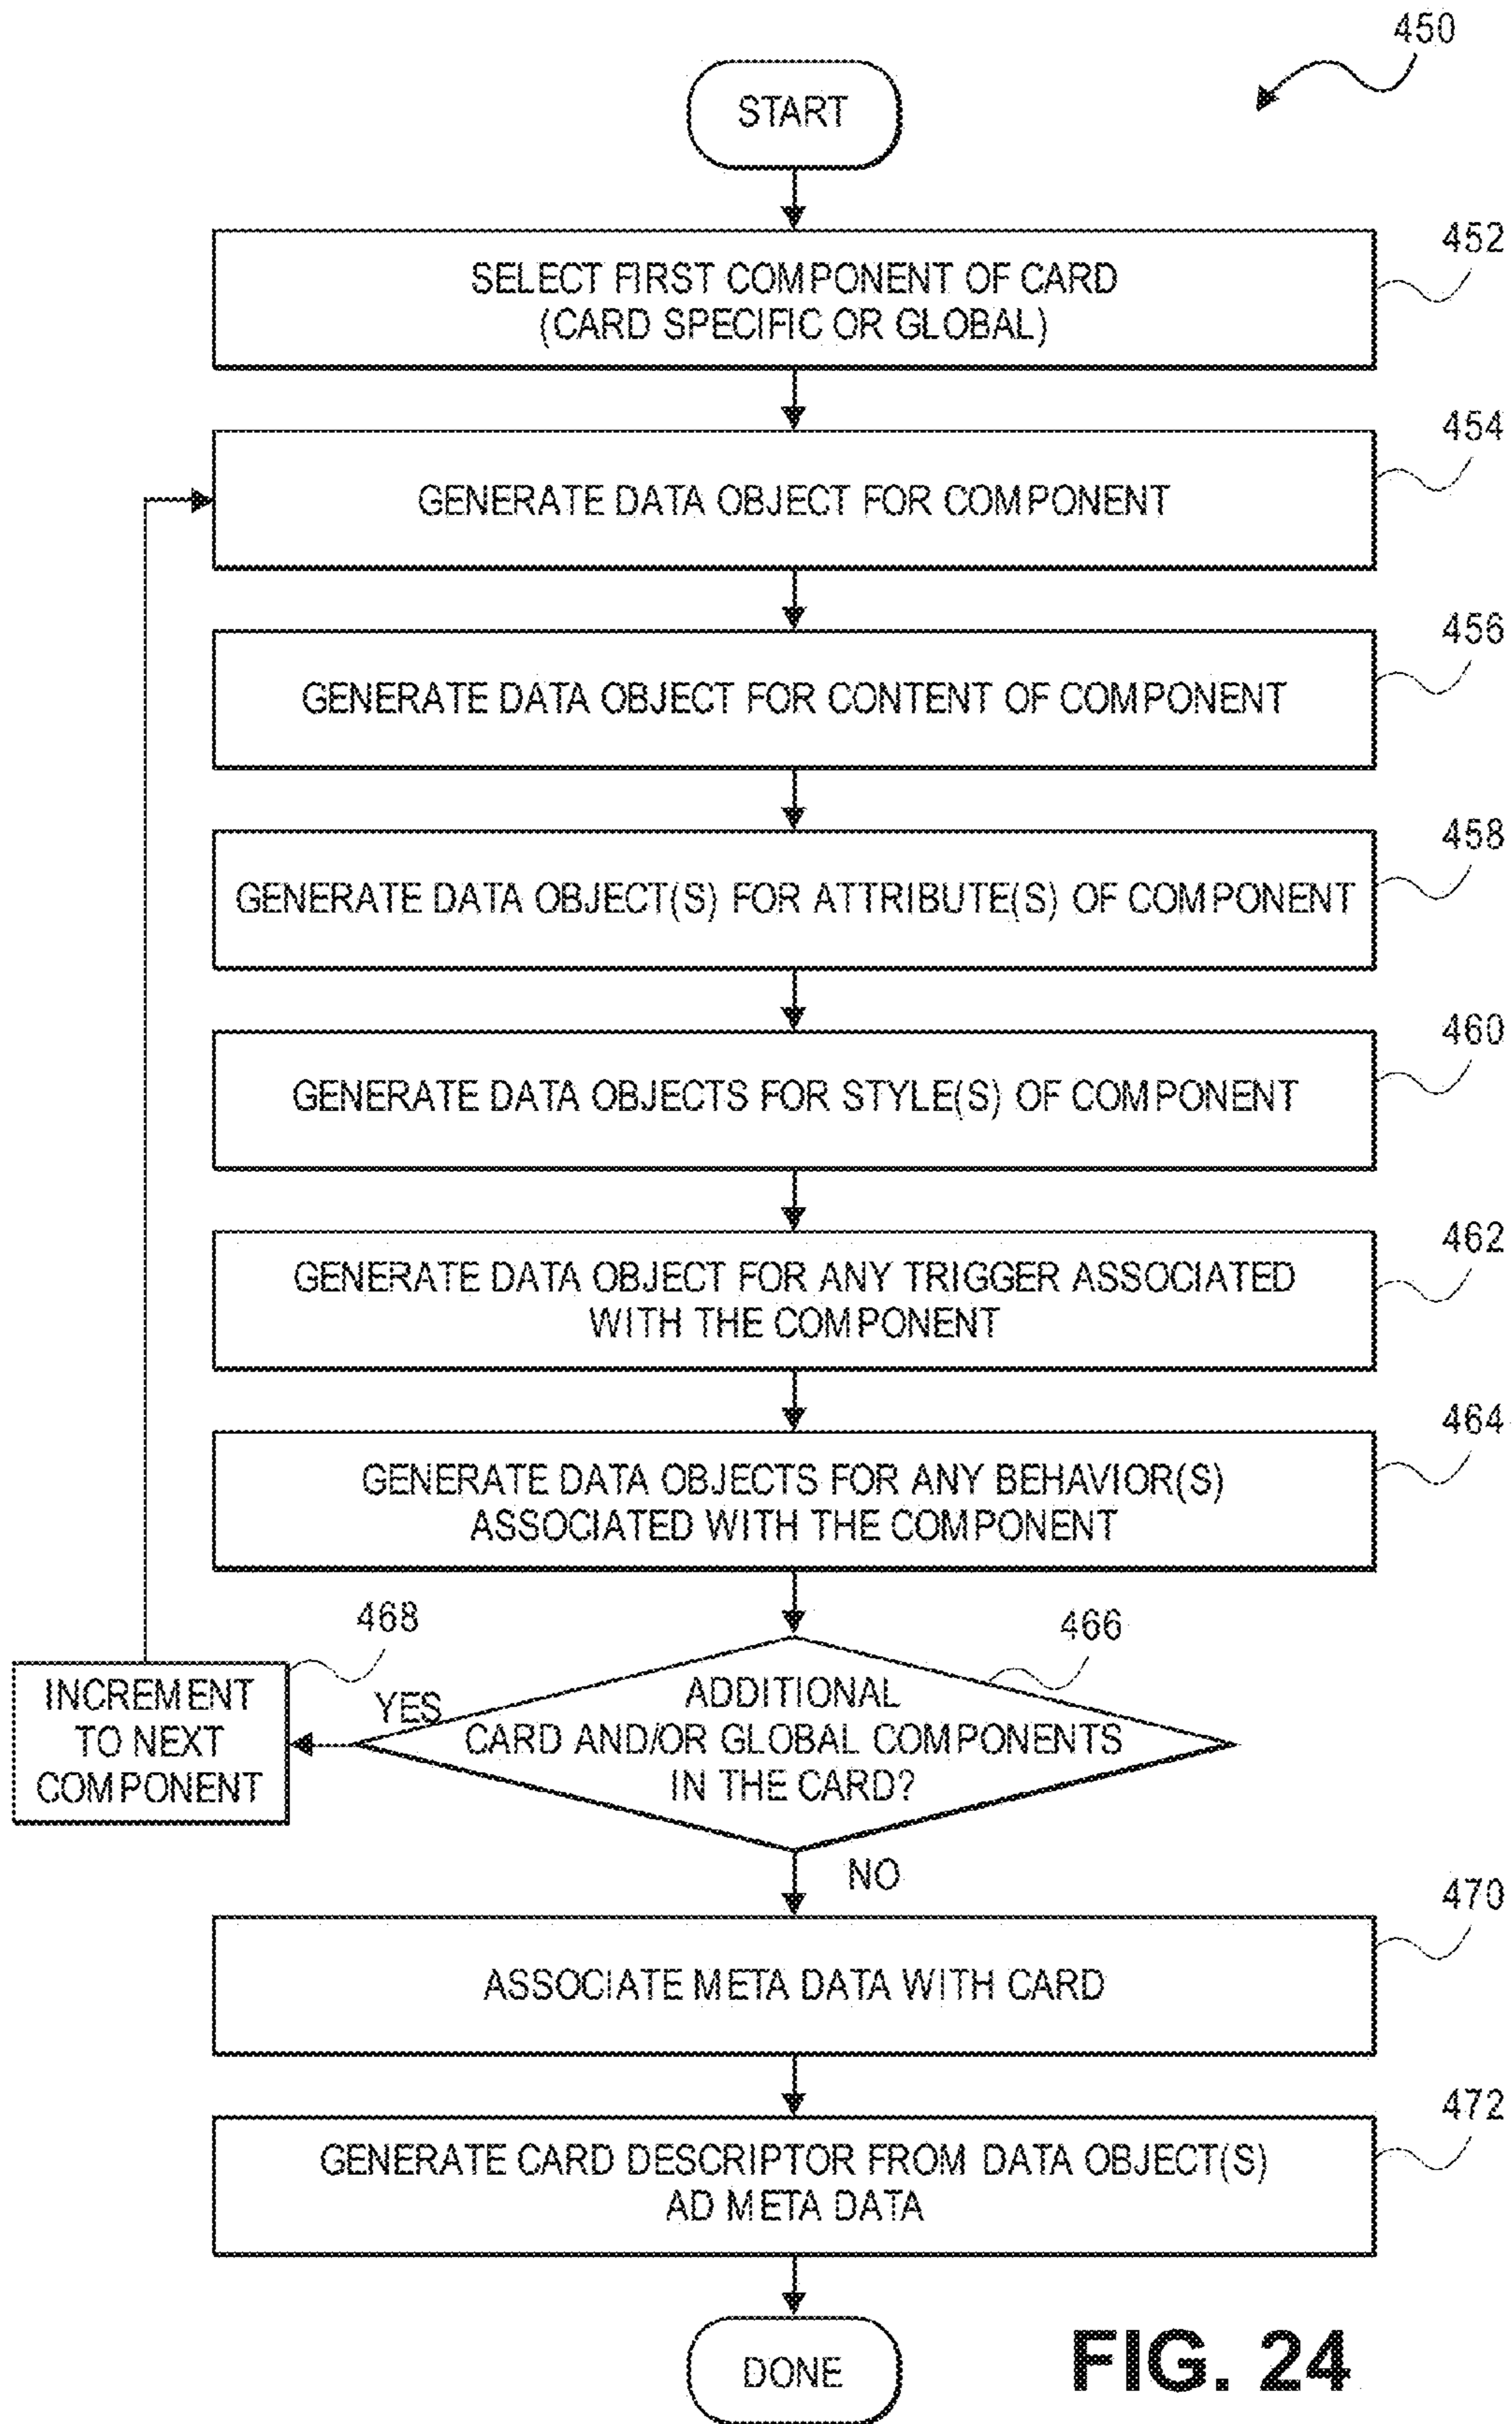 450
START
452
SELECT FIRST COMPONENT OF CARD
(CARD SPECIFIC OR GLOBAL)
454
GENERATE DATA OBJECT FOR COMPONENT
456
GENERATE DATA OBJECT FOR CONTENT OF COMPONENT
458
GENERATE DATA OBJECT(S) FOR ATTRIBUTE(S) OF COMPONENT
460
GENERATE DATA OBJECTS FOR STYLE(S) OF COMPONENT
462
GENERATE DATA OBJECT FOR ANY TRIGGER ASSOCIATED
WITH THE COMPONENT
464
GENERATE DATA OBJECTS FOR ANY BEHAVIOR(S)
ASSOCIATED WITH THE COMPONENT
468
466
INCREMENT
TO NEXT
COMPONENT
YES
ADDITIONAL
CARD AND/OR GLOBAL COMPONENTS
IN THE CARD?
NO
470
ASSOCIATE META DATA WITH CARD
472
GENERATE CARD DESCRIPTOR FROM DATA OBJECT(S)
AD META DATA
DONE
FIG. 24